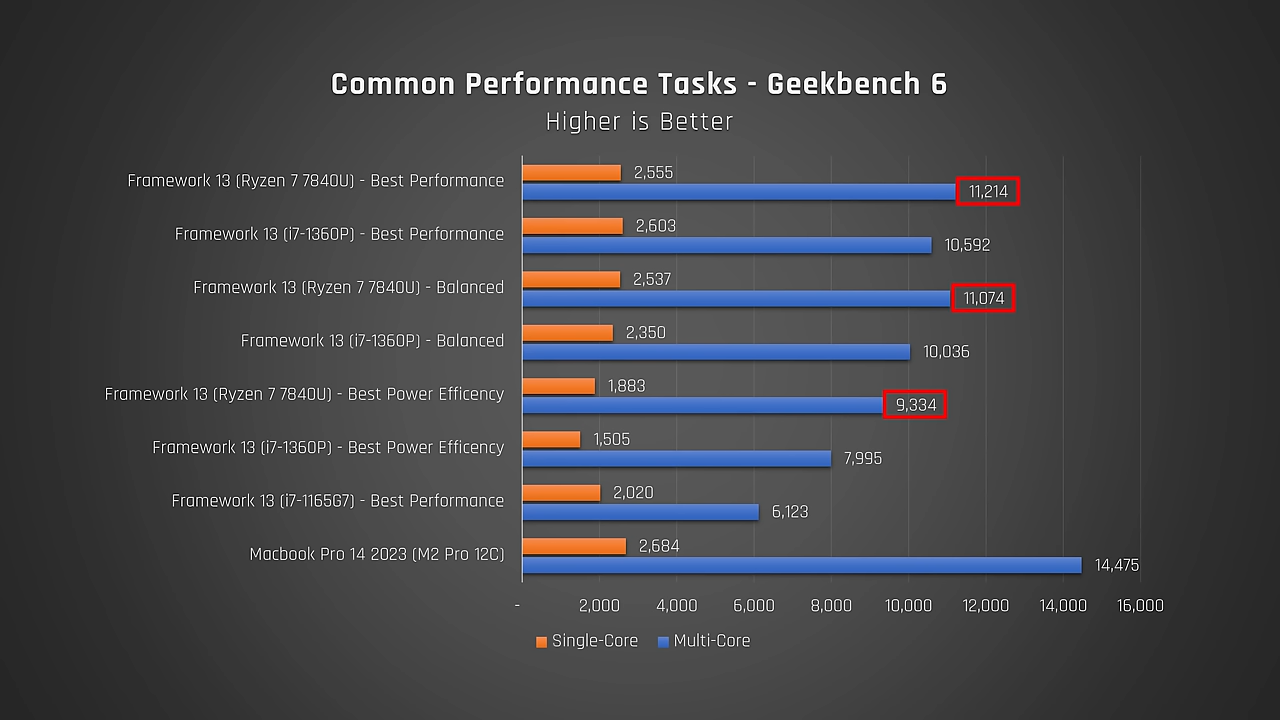 Common Performance Tasks - Geekbench 6
Higher is Better
Framework 13 (Ryzen 7 7840U) - Best Performance
2,555
11,214
Framework 13 (i7-1360P) - Best Performance
2,603
10,592
Framework 13 (Ryzen 7 7840U) - Balanced
2,537
11,074
Framework 13 (i7-1360P) - Balanced
2,350
10,036
Framework 13 (Ryzen 7 7840U) - Best Power Efficency
1,883
9,334
Framework 13 (i7-1360P) - Best Power Efficency
1,505
7,995
Framework 13 (i7-1165G7) - Best Performance
2,020
6,123
Macbook Pro 14 2023 (M2 Pro 12C)
2,684
14,475
- 2,000 4,000 6,000 8,000 10,000 12,000 14,000 16,000
Single-Core Multi-Core